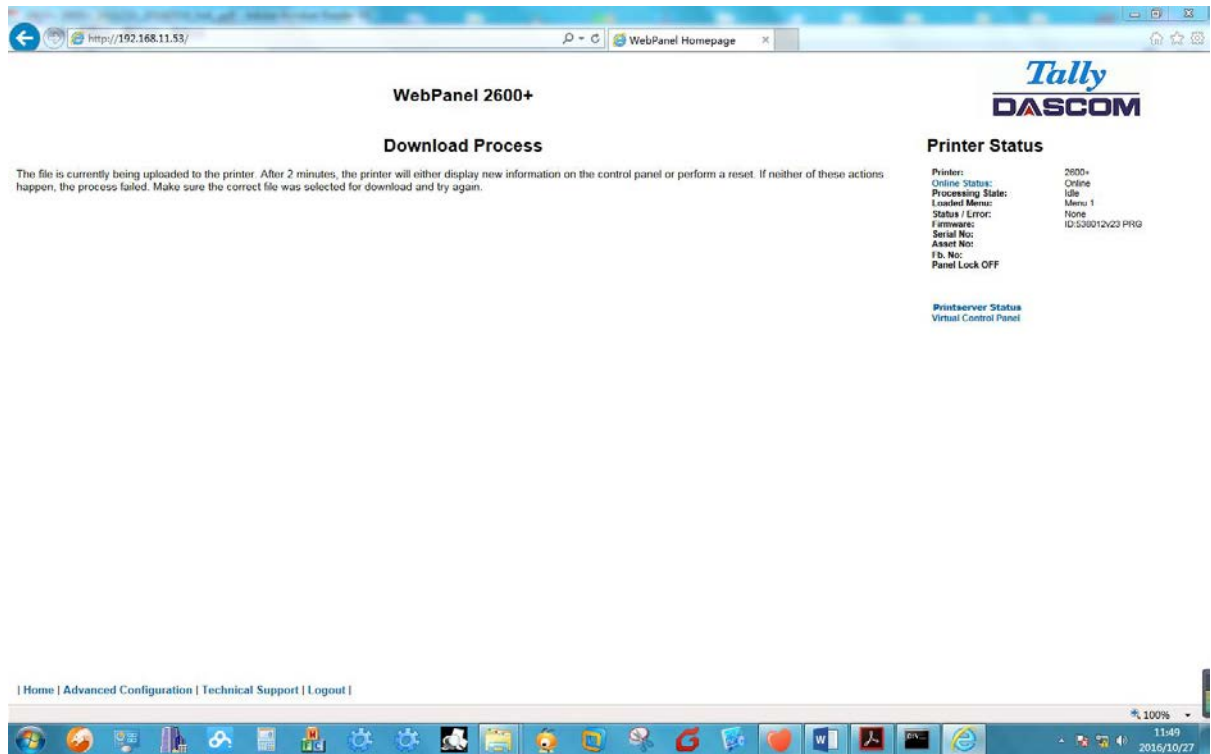 http://192.168.11.53/
WebPanel Homepage
WebPanel 2600+
Tally
DASCOM
Download Process
The file is currently being uploaded to the printer. After 2 minutes, the printer will either display new information on the control panel or perform a reset. If neither of these actions
happen, the process failed. Make sure the correct file was selected for download and try again.
Printer Status
Printer: 2600+
Online Status: Online
Processing State: Idle
Loaded Menu: Menu 1
Status / Error: None
Firmware: ID:538012v23 PRG
Serial No:
Asset No:
Fb. No:
Panel Lock OFF
Printserver Status
Virtual Control Panel
| Home | Advanced Configuration | Technical Support | Logout |
100%
11:49
2016/10/27